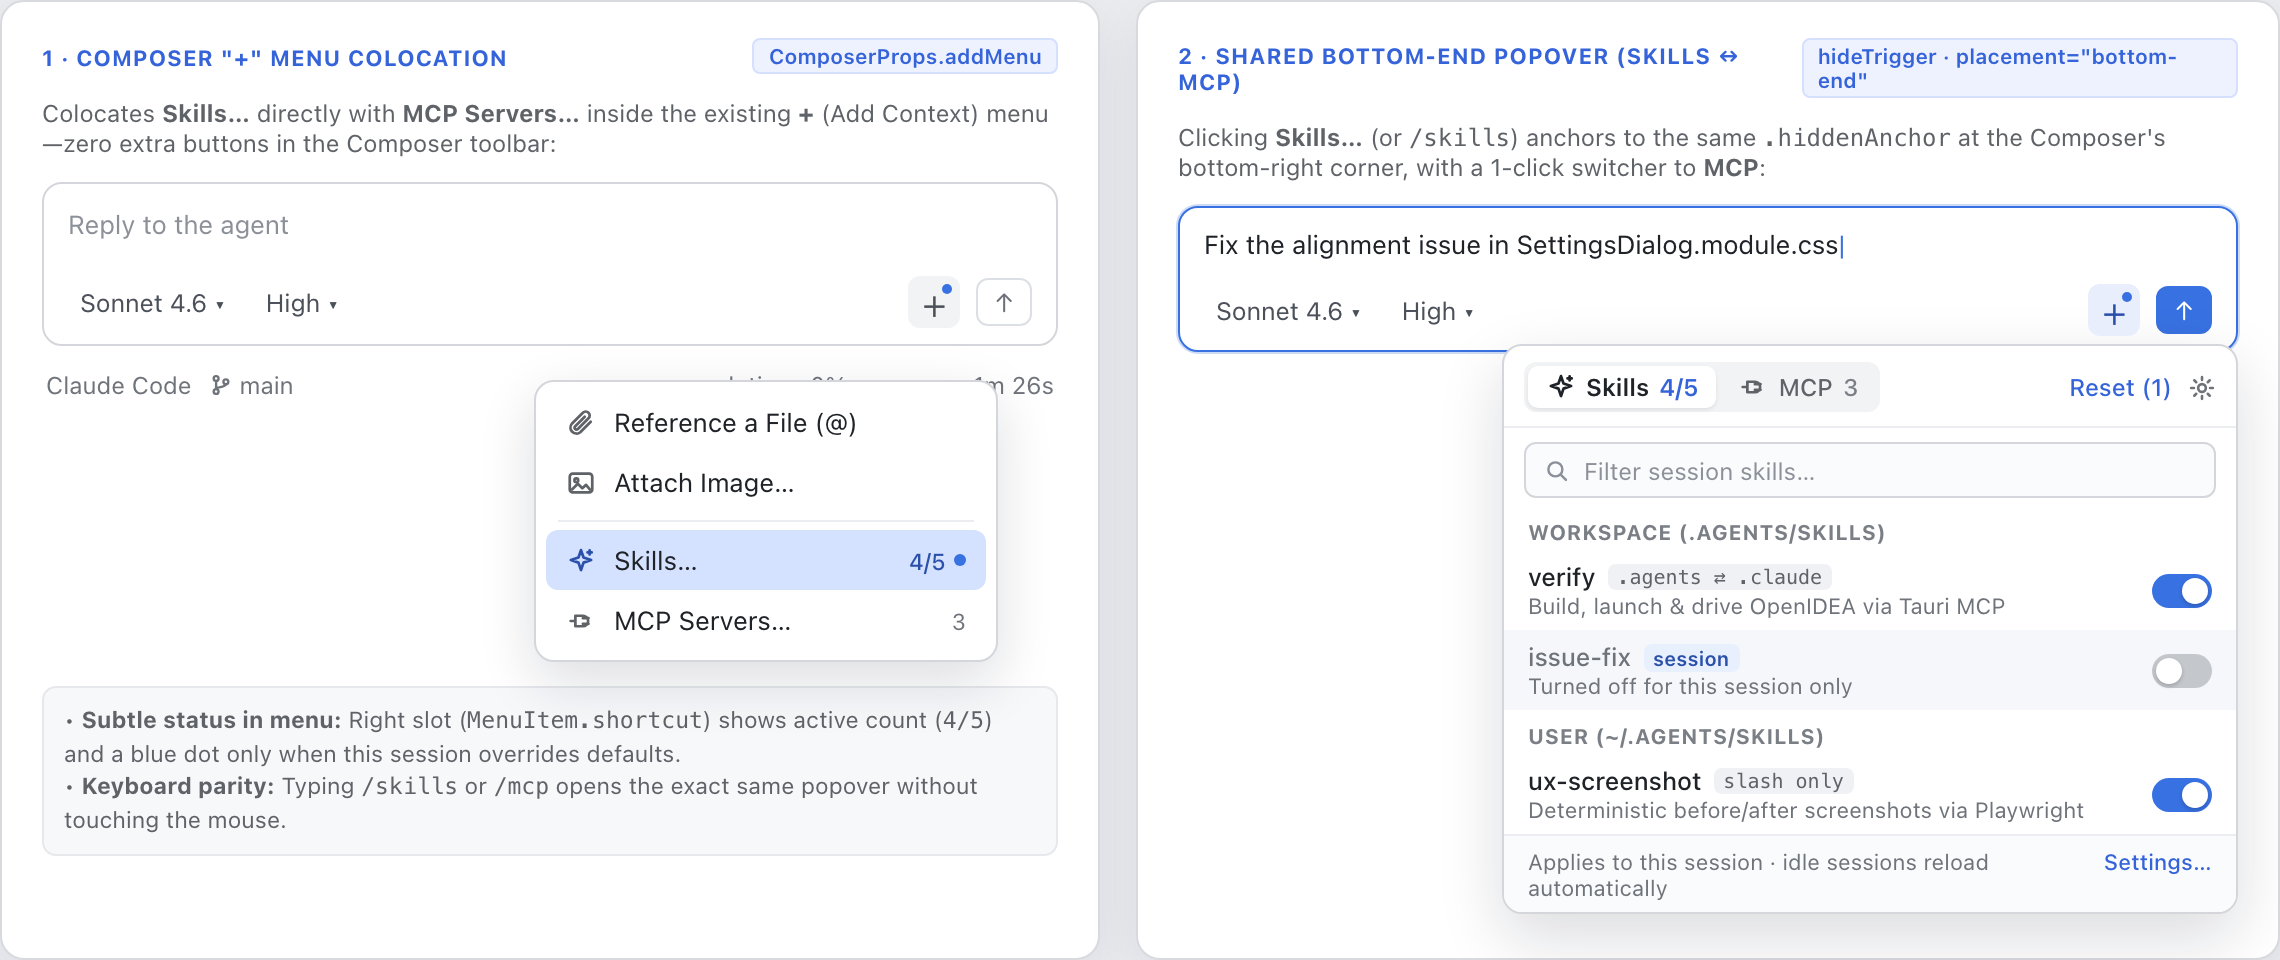 1 · COMPOSER "+" MENU COLOCATION
ComposerProps.addMenu
Colocates Skills... directly with MCP Servers... inside the existing + (Add Context) menu
—zero extra buttons in the Composer toolbar:
Reply to the agent
Sonnet 4.6 ▾ High ▾
Claude Code main 1m 26s
Reference a File (@)
Attach Image...
Skills... 4/5
MCP Servers... 3
• Subtle status in menu: Right slot (MenuItem.shortcut) shows active count (4/5)
and a blue dot only when this session overrides defaults.
• Keyboard parity: Typing /skills or /mcp opens the exact same popover without
touching the mouse.
2 · SHARED BOTTOM-END POPOVER (SKILLS ↔
MCP)
hideTrigger · placement="bottom-
end"
Clicking Skills... (or /skills) anchors to the same .hiddenAnchor at the Composer's
bottom-right corner, with a 1-click switcher to MCP:
Fix the alignment issue in SettingsDialog.module.css
Sonnet 4.6 ▾ High ▾
Skills 4/5 MCP 3 Reset (1)
Filter session skills...
WORKSPACE (.AGENTS/SKILLS)
verify .agents ⇄ .claude
Build, launch & drive OpenIDEA via Tauri MCP
issue-fix session
Turned off for this session only
USER (~/.AGENTS/SKILLS)
ux-screenshot slash only
Deterministic before/after screenshots via Playwright
Applies to this session · idle sessions reload
automatically
Settings...